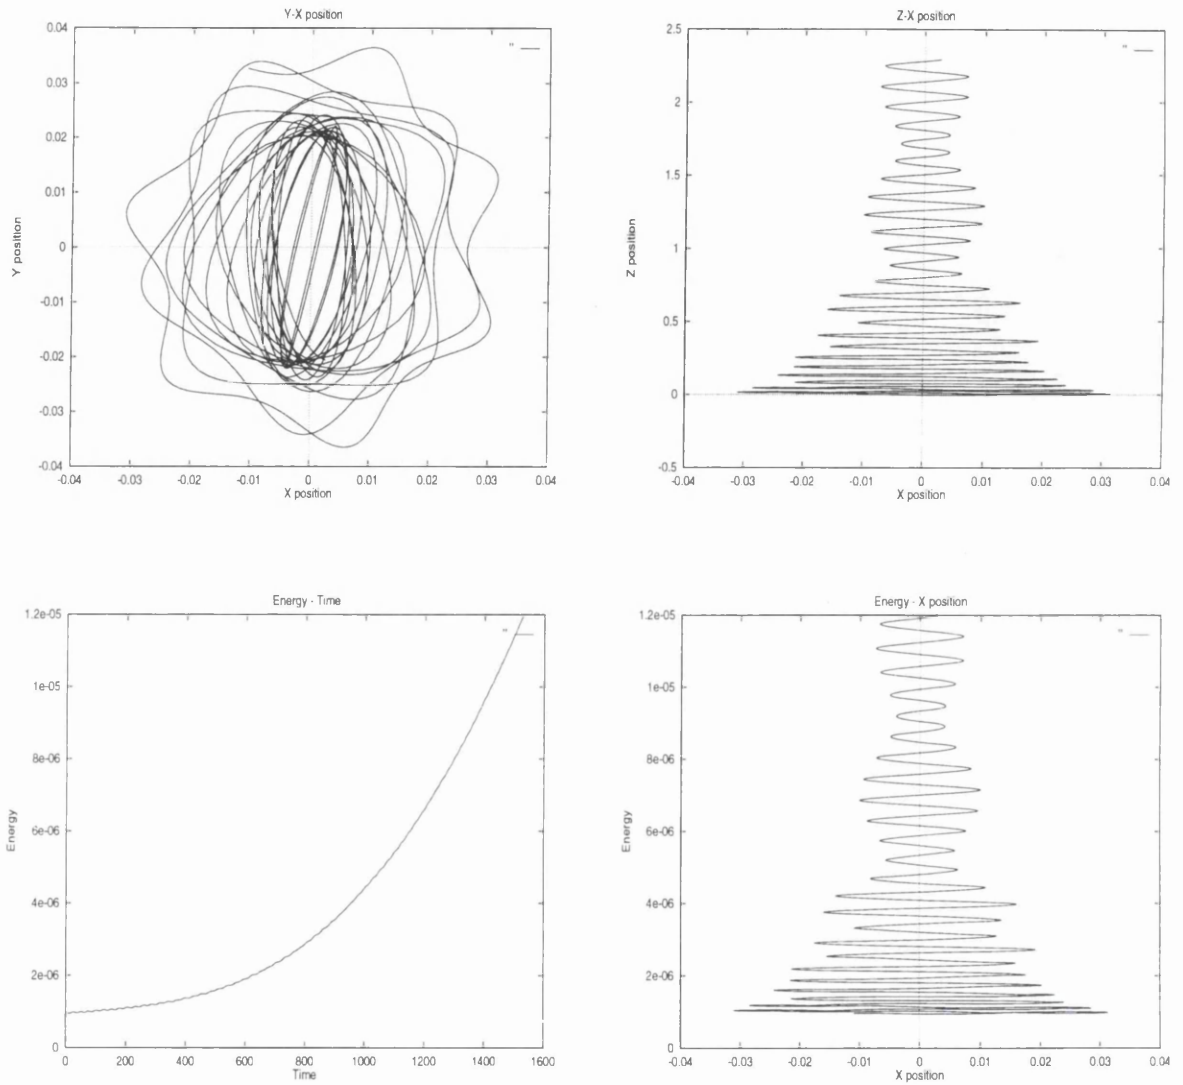 Y-X position
0.04
0.03
0.02
0.01
0
-0.01
-0.02
-0.03
-0.04
Y position
-0.04 -0.03 -0.02 -0.01 0 0.01 0.02 0.03 0.04
X position
"
Z-X position
2.5
2
1.5
1
0.5
0
-0.5
Z position
-0.04 -0.03 -0.02 -0.01 0 0.01 0.02 0.03 0.04
X position
"
Energy - Time
1.2e-05
1e-05
8e-06
6e-06
4e-06
2e-06
0
Energy
0 200 400 600 800 1000 1200 1400 1600
Time
"
Energy - X position
1.2e-05
1e-05
8e-06
6e-06
4e-06
2e-06
0
Energy
-0.04 -0.03 -0.02 -0.01 0 0.01 0.02 0.03 0.04
X position
"